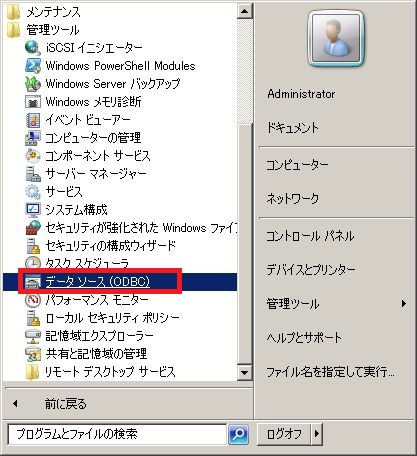 メンテナンス
管理ツール
iSCSI イニシエーター
Windows PowerShell Modules
Windows Server バックアップ
Windows メモリ診断
イベント ビューアー
コンピューターの管理
コンポーネント サービス
サーバー マネージャー
サービス
システム構成
セキュリティが強化された Windows ファイ
セキュリティの構成ウィザード
タスク スケジューラ
データ ソース (ODBC)
パフォーマンス モニター
ローカル セキュリティ ポリシー
記憶域エクスプローラー
共有と記憶域の管理
リモート デスクトップ サービス
前に戻る
プログラムとファイルの検索
Administrator
ドキュメント
コンピューター
ネットワーク
コントロール パネル
デバイスとプリンター
管理ツール
ヘルプとサポート
ファイル名を指定して実行...
ログオフ